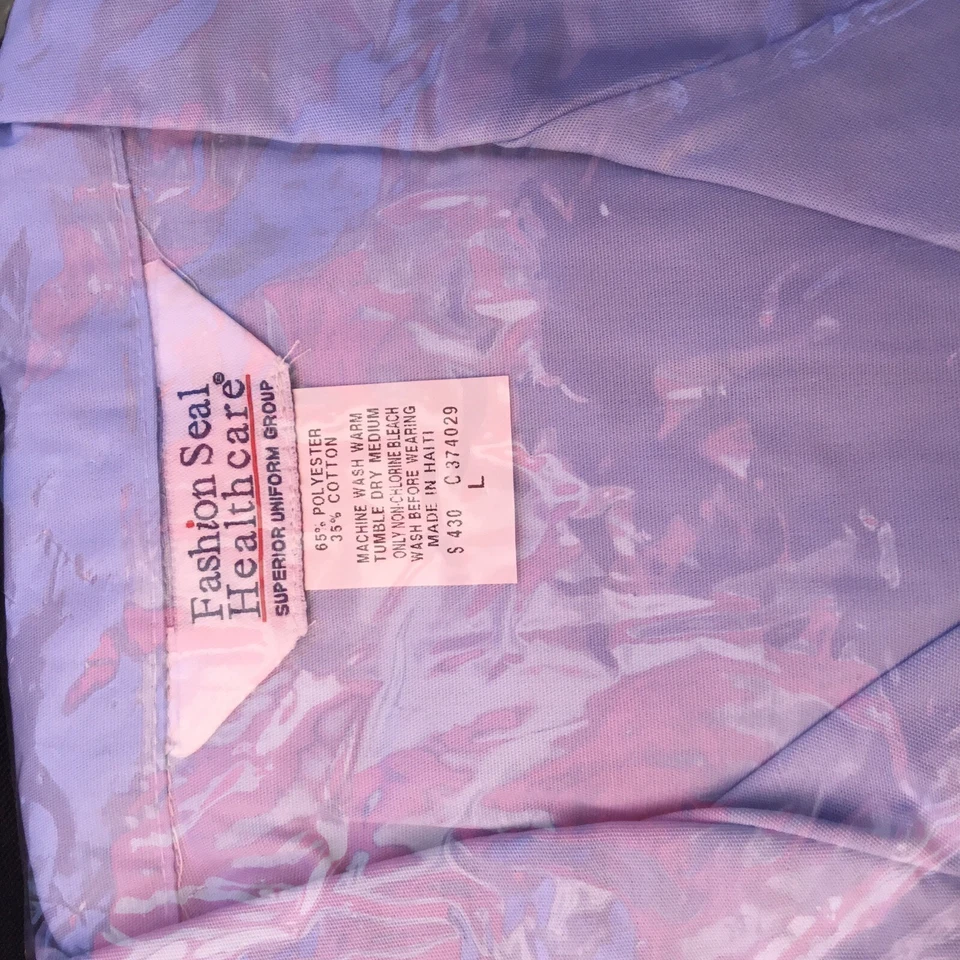 Fashion Seal
Healthcare®
SUPERIOR UNIFORM GROUP
65% POLYESTER
35% COTTON
MACHINE WASH WARM
TUMBLE DRY MEDIUM
ONLY NON-CHLORINE BLEACH
WASH BEFORE WEARING
MADE IN HAITI
S 430 C 374029
L